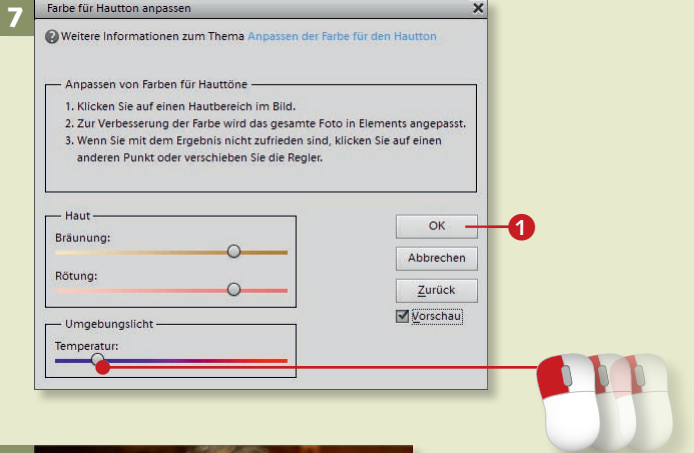 7
Farbe für Hautton anpassen
Weitere Informationen zum Thema Anpassen der Farbe für den Hautton
Anpassen von Farben für Hauttöne
1. Klicken Sie auf einen Hautbereich im Bild.
2. Zur Verbesserung der Farbe wird das gesamte Foto in Elements angepasst.
3. Wenn Sie mit dem Ergebnis nicht zufrieden sind, klicken Sie auf einen
anderen Punkt oder verschieben Sie die Regler.
Haut
Bräunung:
Rötung:
Umgebungslicht
Temperatur:
OK
1
Abbrechen
Zurück
Vorschau